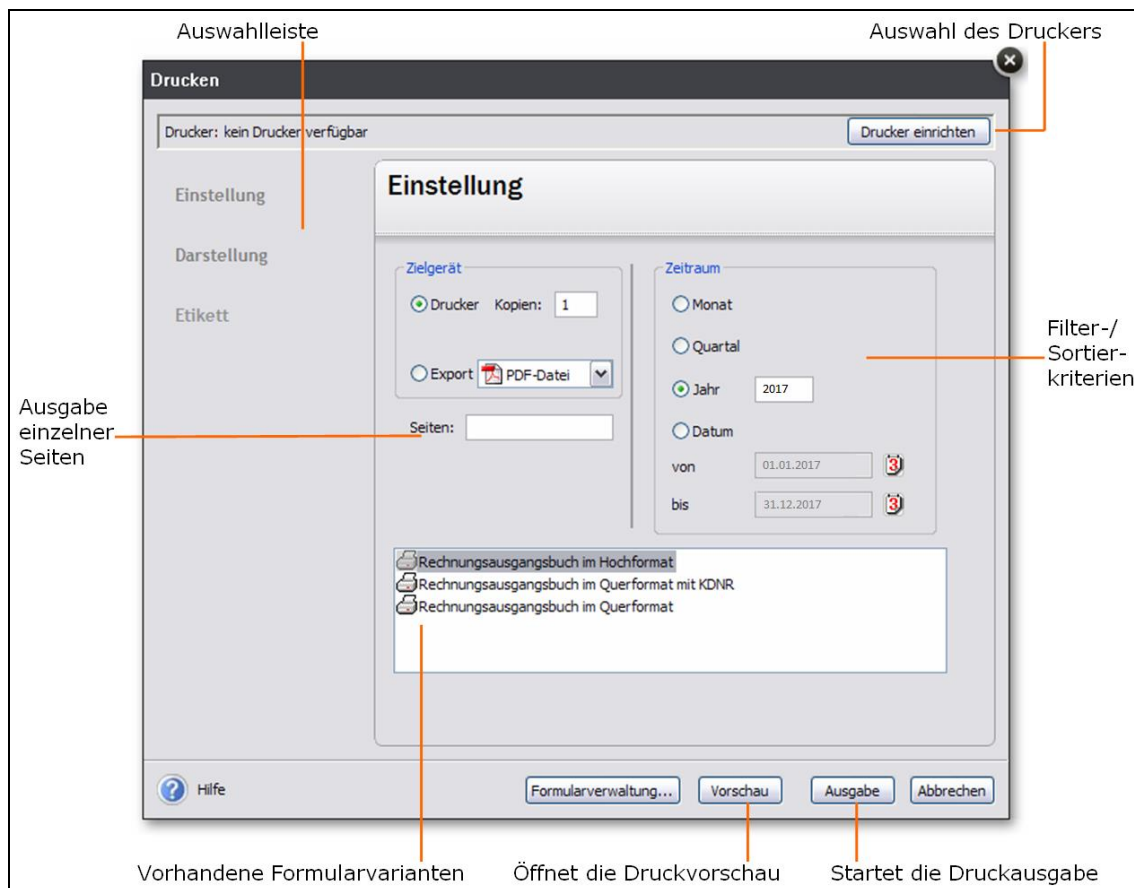 Auswahlleiste
Auswahl des Druckers
Drucken
Drucker: kein Drucker verfügbar
Drucker einrichten
Einstellung
Darstellung
Etikett
Einstellung
Zielgerät
Drucker Kopien: 1
Export PDF-Datei
Seiten:
Zeitraum
Monat
Quartal
Jahr 2017
Datum
von 01.01.2017 3
bis 31.12.2017 3
Filter-/
Sortier-
kriterien
Ausgabe
einzelner
Seiten
Rechnungsausgangsbuch im Hochformat
Rechnungsausgangsbuch im Querformat mit KDNR
Rechnungsausgangsbuch im Querformat
? Hilfe
Formularverwaltung...
Vorschau
Ausgabe
Abbrechen
Vorhandene Formularvarianten
Öffnet die Druckvorschau
Startet die Druckausgabe